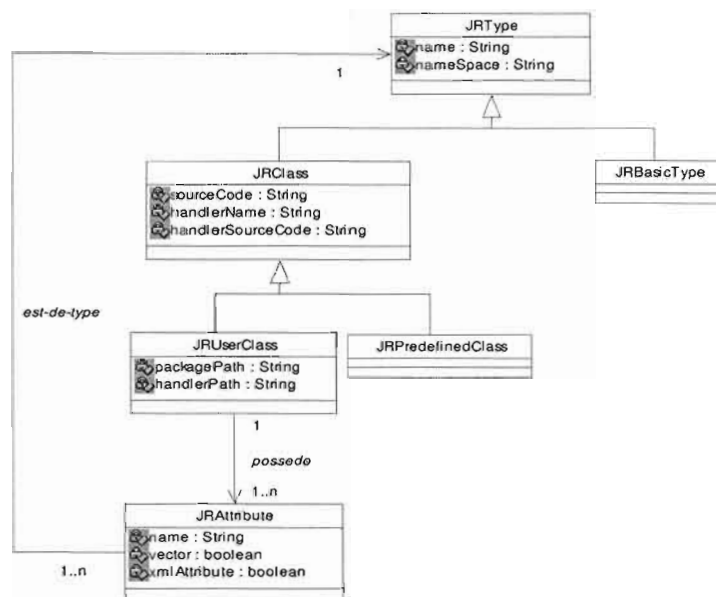 JRType
name : String
nameSpace : String
1
JRClass
sourceCode : String
handlerName : String
handlerSourceCode : String
JRBasicType
est-de-type
JRUserClass
packagePath : String
handlerPath : String
JRPredefinedClass
1
possede
1..n
JRAttribute
name : String
vector : boolean
xmlAttribute : boolean
1..n